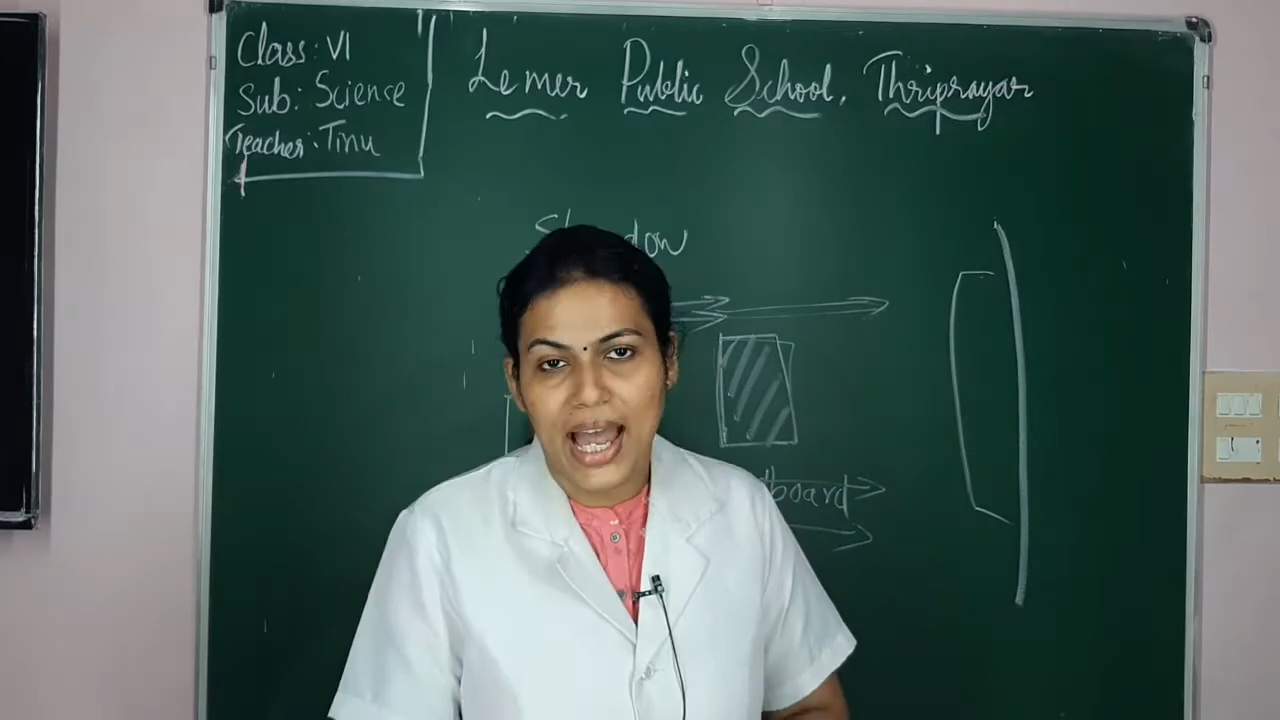 Class: VI
Sub: Science
Teacher: Tinu
Lemer Public School, Thriprayar